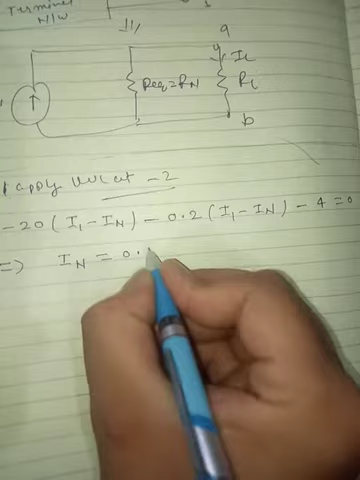 Terminal
N/W
a
IL
Req=RN
RL
b
apply KVL at - 2
-20 (I1-IN) - 0.2 (I1-IN) - 4 = 0
=> IN = 0.